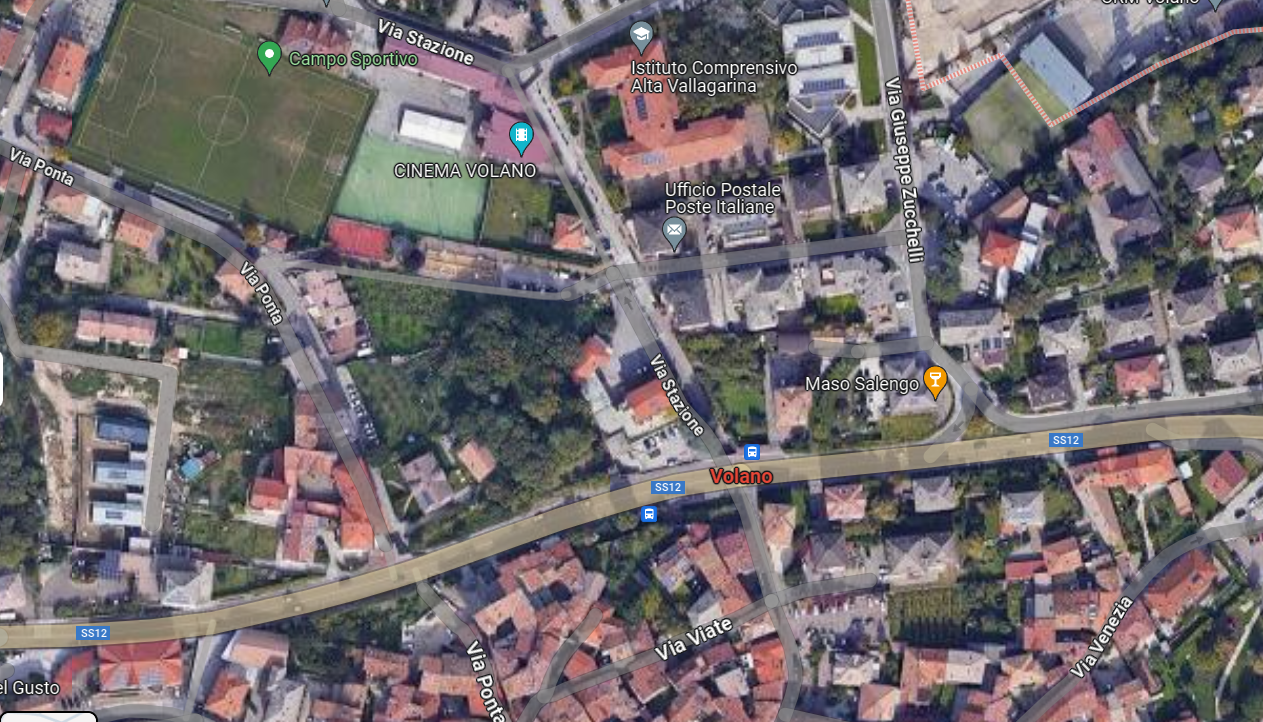 Via Stazione
Campo Sportivo
Istituto Comprensivo
Alta Vallagarina
CINEMA VOLANO
Via Ponta
Via Giuseppe Zucchelli
Ufficio Postale
Poste Italiane
Via Ponta
Via Stazione
Maso Salengo
SS12
Volano
SS12
Via Venezia
SS12
Via Viate
Via Ponta
el Gusto